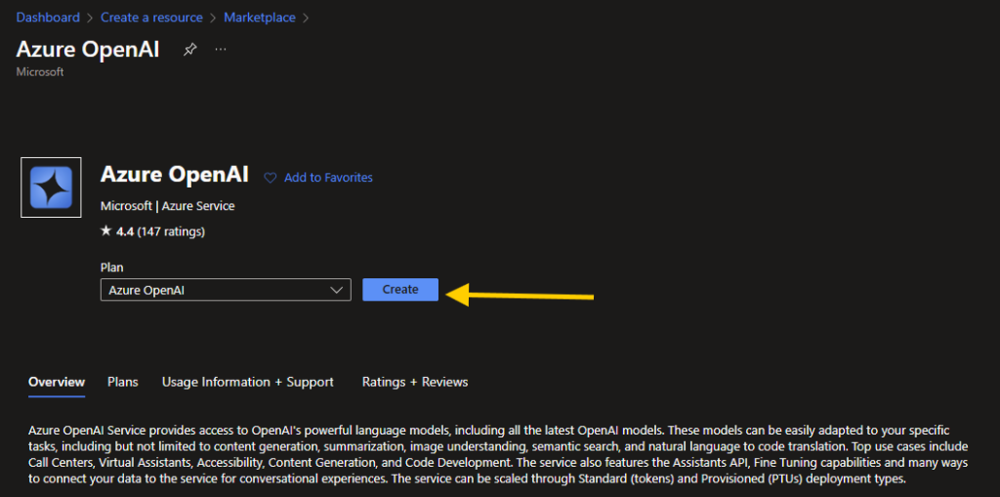 Dashboard > Create a resource > Marketplace >
Azure OpenAI ...
Microsoft
Azure OpenAI Add to Favorites
Microsoft | Azure Service
★ 4.4 (147 ratings)
Plan
Azure OpenAI Create
Overview Plans Usage Information + Support Ratings + Reviews
Azure OpenAI Service provides access to OpenAI's powerful language models, including all the latest OpenAI models. These models can be easily adapted to your specific
tasks, including but not limited to content generation, summarization, image understanding, semantic search, and natural language to code translation. Top use cases include
Call Centers, Virtual Assistants, Accessibility, Content Generation, and Code Development. The service also features the Assistants API, Fine Tuning capabilities and many ways
to connect your data to the service for conversational experiences. The service can be scaled through Standard (tokens) and Provisioned (PTUs) deployment types.